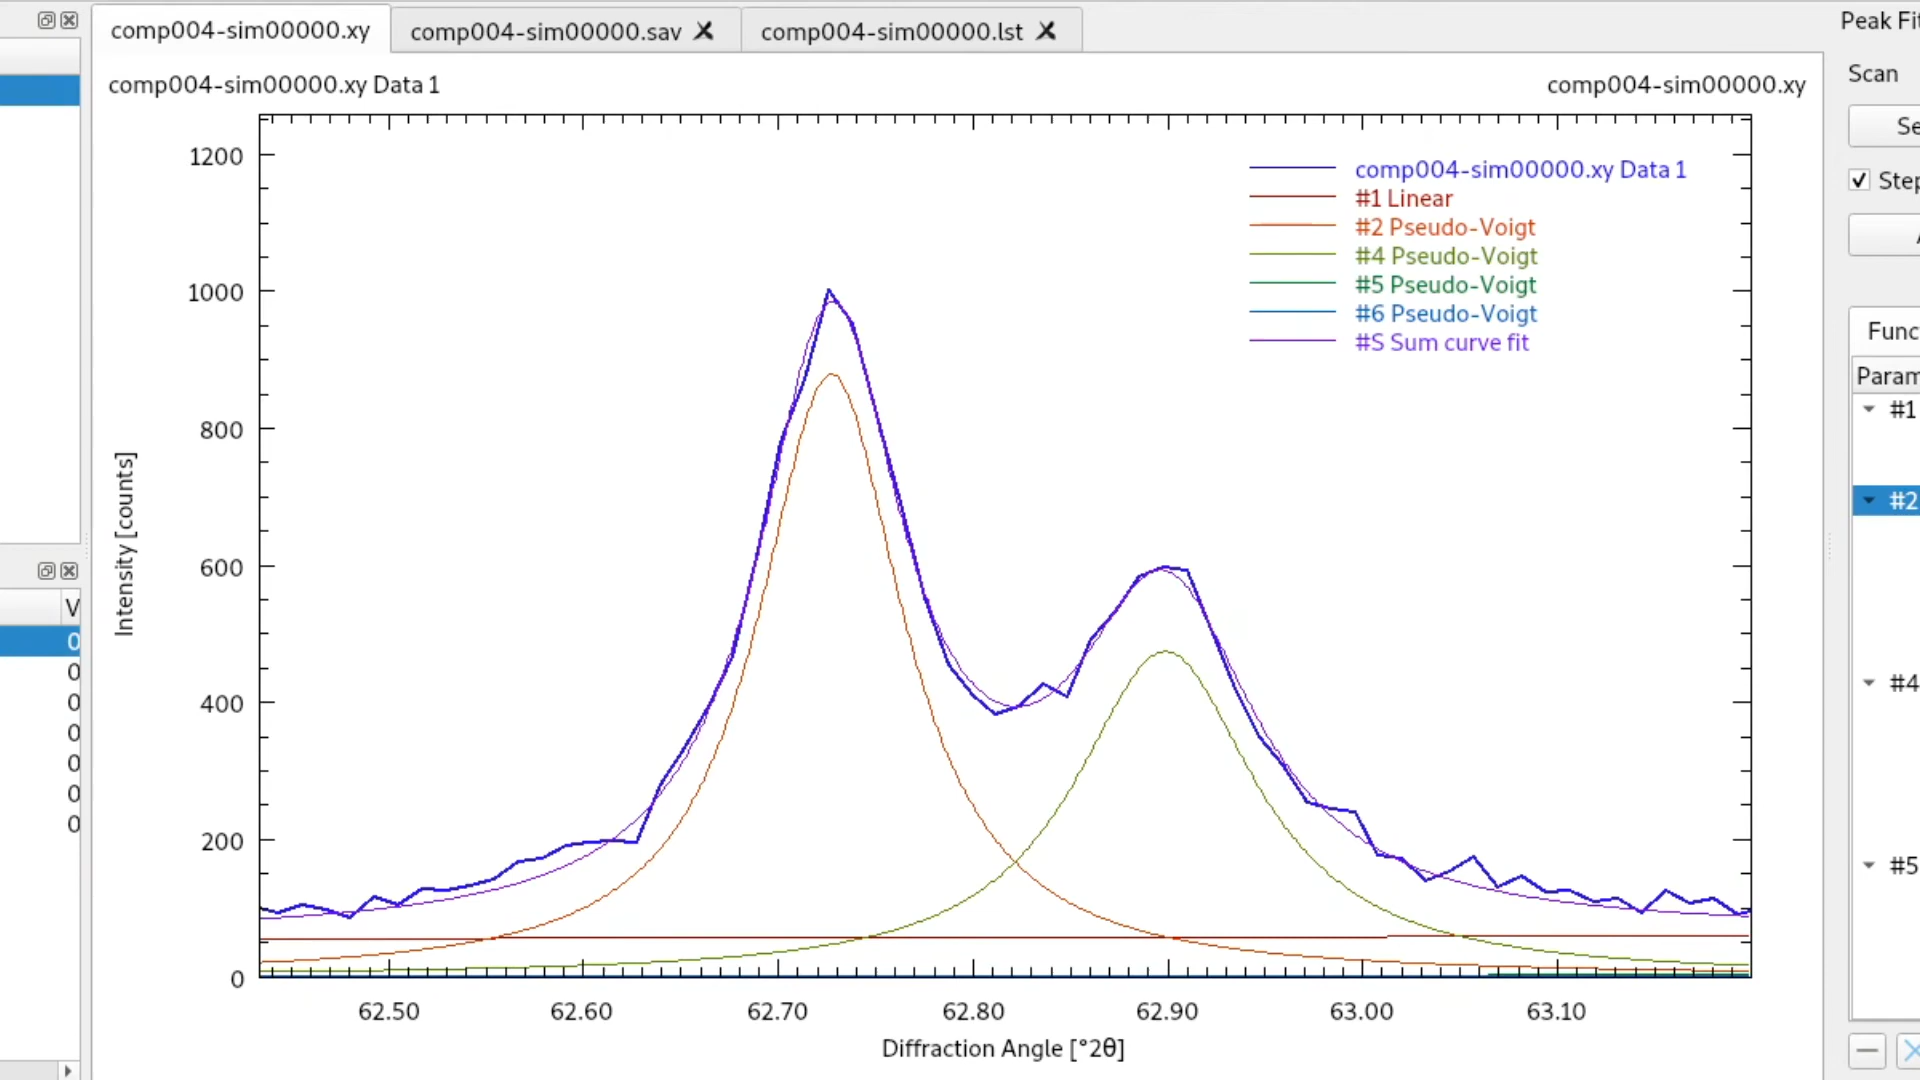 comp004-sim00000.xy
comp004-sim00000.sav
comp004-sim00000.lst
Peak Fit
comp004-sim00000.xy Data 1
comp004-sim00000.xy
Scan
comp004-sim00000.xy Data 1
#1 Linear
#2 Pseudo-Voigt
#4 Pseudo-Voigt
#5 Pseudo-Voigt
#6 Pseudo-Voigt
#S Sum curve fit
1200
1000
800
600
400
200
0
Intensity [counts]
62.50
62.60
62.70
62.80
62.90
63.00
63.10
Diffraction Angle [°2θ]
Se
Step
Func
Param
#1
#2
#4
#5
V
0
0
0
0
0
0
0